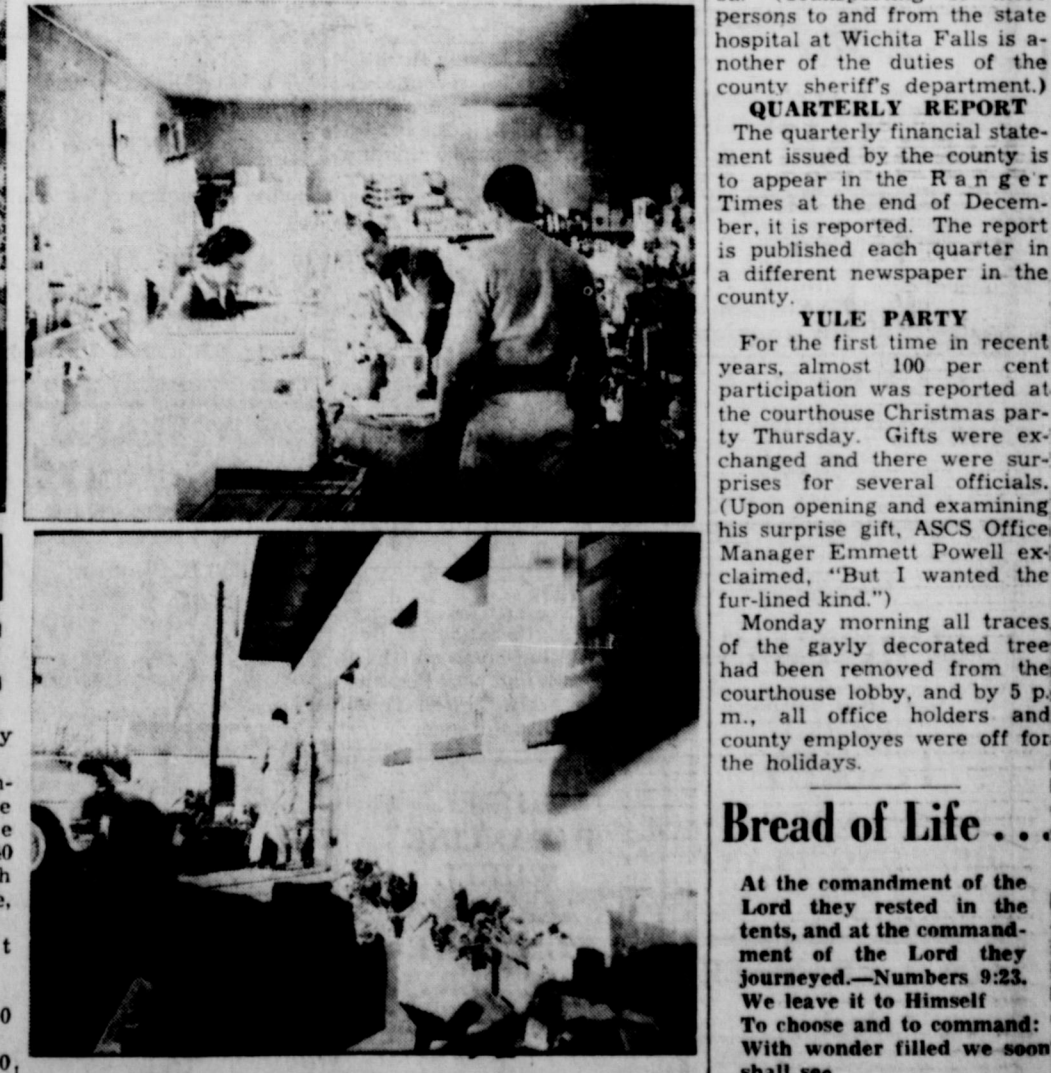 persons to and from the state
hospital at Wichita Falls is a-
nother of the duties of the
county sheriff's department.)
QUARTERLY REPORT
The quarterly financial state-
ment issued by the county is
to appear in the R a n g e'r
Times at the end of Decem-
ber, it is reported. The report
is published each quarter in
a different newspaper in the
county.
YULE PARTY
For the first time in recent
years, almost 100 per cent
participation was reported at
the courthouse Christmas par-
ty Thursday. Gifts were ex-
changed and there were sur-
prises for several officials.
(Upon opening and examining
his surprise gift, ASCS Office
Manager Emmett Powell ex-
claimed, "But I wanted the
fur-lined kind.")
Monday morning all traces
of the gayly decorated tree
had been removed from the
courthouse lobby, and by 5 p.
m., all office holders and
county employes were off for
the holidays.
Bread of Life . . .
At the comandment of the
Lord they rested in the
tents, and at the command-
ment of the Lord they
journeyed.—Numbers 9:23.
We leave it to Himself
To choose and to command:
With wonder filled we soon
shall see